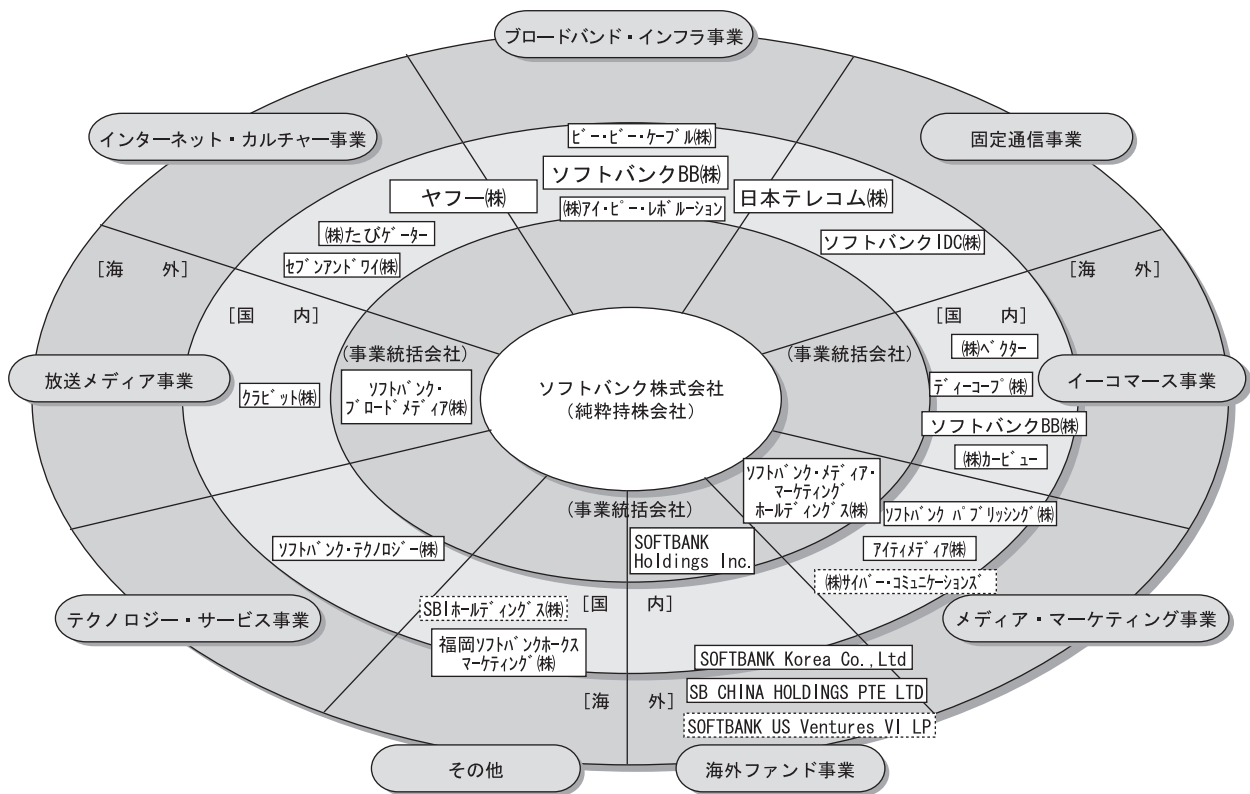 ブロードバンド・インフラ事業
インターネット・カルチャー事業
固定通信事業
ビー・ビー・ケーブル㈱
ソフトバンクBB㈱
ヤフー㈱
日本テレコム㈱
㈱アイ・ピー・レボルーション
㈱たびゲーター
ソフトバンクIDC㈱
セブンアンドワイ㈱
[海　外]
[海　外]
[国　内]
[国　内]
(事業統括会社)
(事業統括会社)
㈱ベクター
放送メディア事業
クラビット㈱
ソフトバンク・
ブロードメディア㈱
ソフトバンク株式会社
(純粋持株会社)
ディーコープ㈱
イーコマース事業
ソフトバンクBB㈱
㈱カービュー
ソフトバンク・メディア・
マーケティング
ホールディングス㈱
(事業統括会社)
ソフトバンク パブリッシング㈱
SOFTBANK
Holdings Inc.
ソフトバンク・テクノロジー㈱
アイティメディア㈱
㈱サイバー・コミュニケーションズ
SBIホールディングス㈱
[国　内]
テクノロジー・サービス事業
メディア・マーケティング事業
福岡ソフトバンクホークス
マーケティング㈱
SOFTBANK Korea Co.,Ltd
SB CHINA HOLDINGS PTE LTD
[海　外]
SOFTBANK US Ventures VI LP
その他
海外ファンド事業